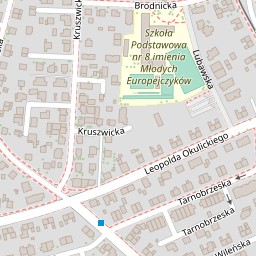 Brodnicka
Kruszwicka
Szkoła
Podstawowa
nr 8 imienia
Młodych
Europejczyków
Lubawska
Kruszwicka
Leopolda Okulickiego
Tarnobrzeska
Tarnobrzeska
Wileńska